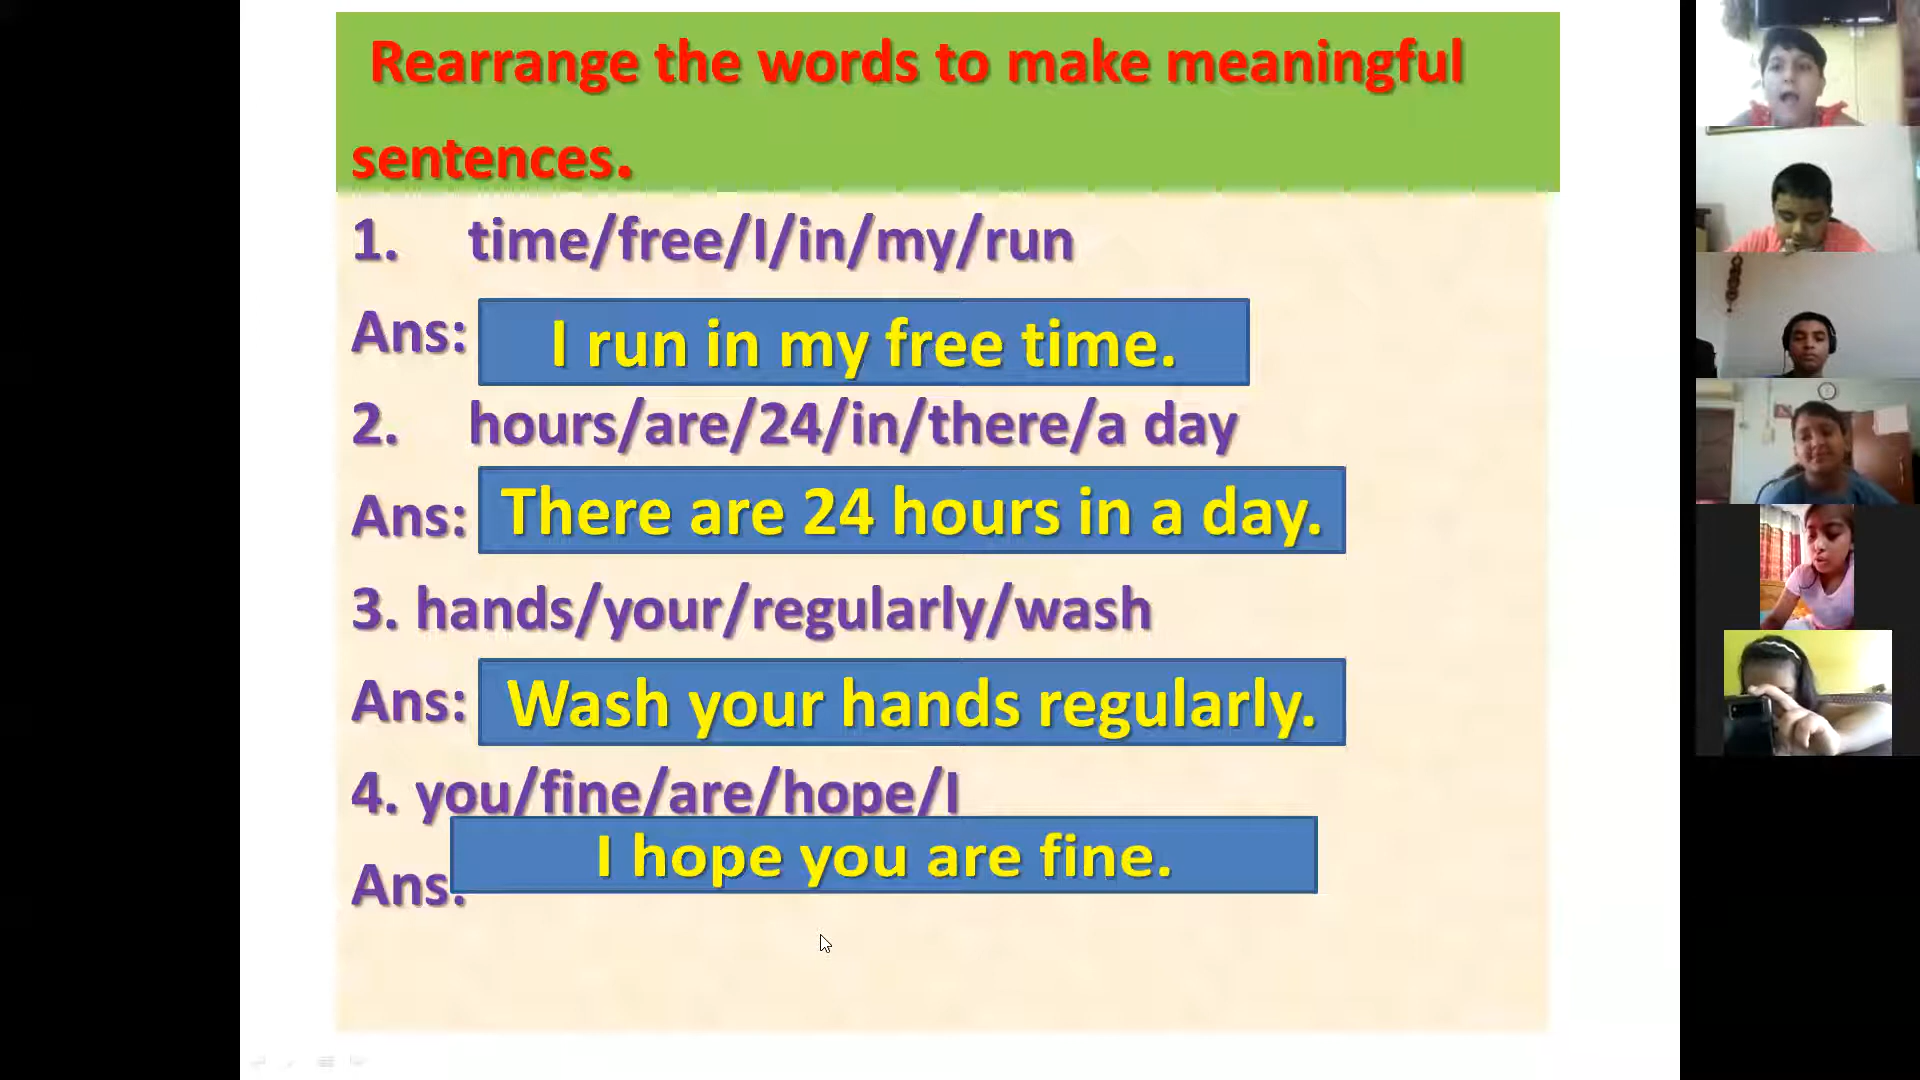 Rearrange the words to make meaningful
sentences.
1. time/free/I/in/my/run
Ans: I run in my free time.
2. hours/are/24/in/there/a day
Ans: There are 24 hours in a day.
3. hands/your/regularly/wash
Ans: Wash your hands regularly.
4. you/fine/are/hope/I
Ans: I hope you are fine.